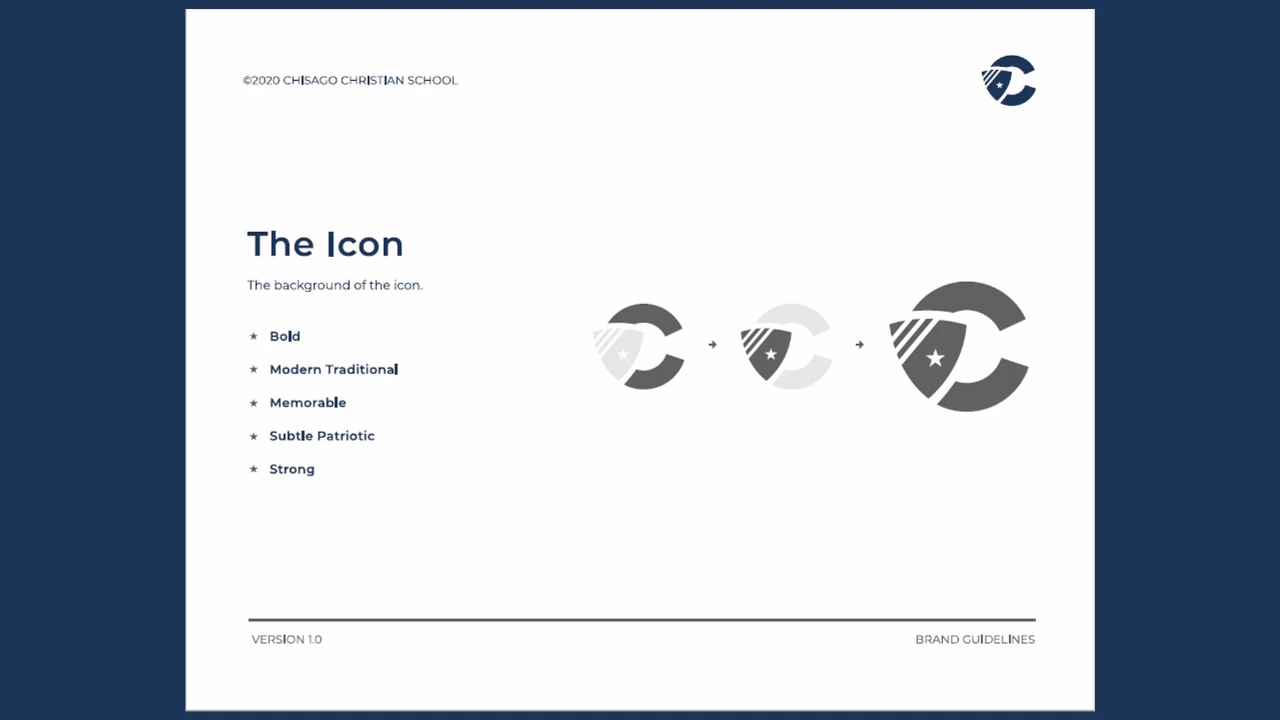 ©2020 CHISAGO CHRISTIAN SCHOOL
The Icon
The background of the icon.
Bold
Modern Traditional
Memorable
Subtle Patriotic
Strong
VERSION 1.0
BRAND GUIDELINES